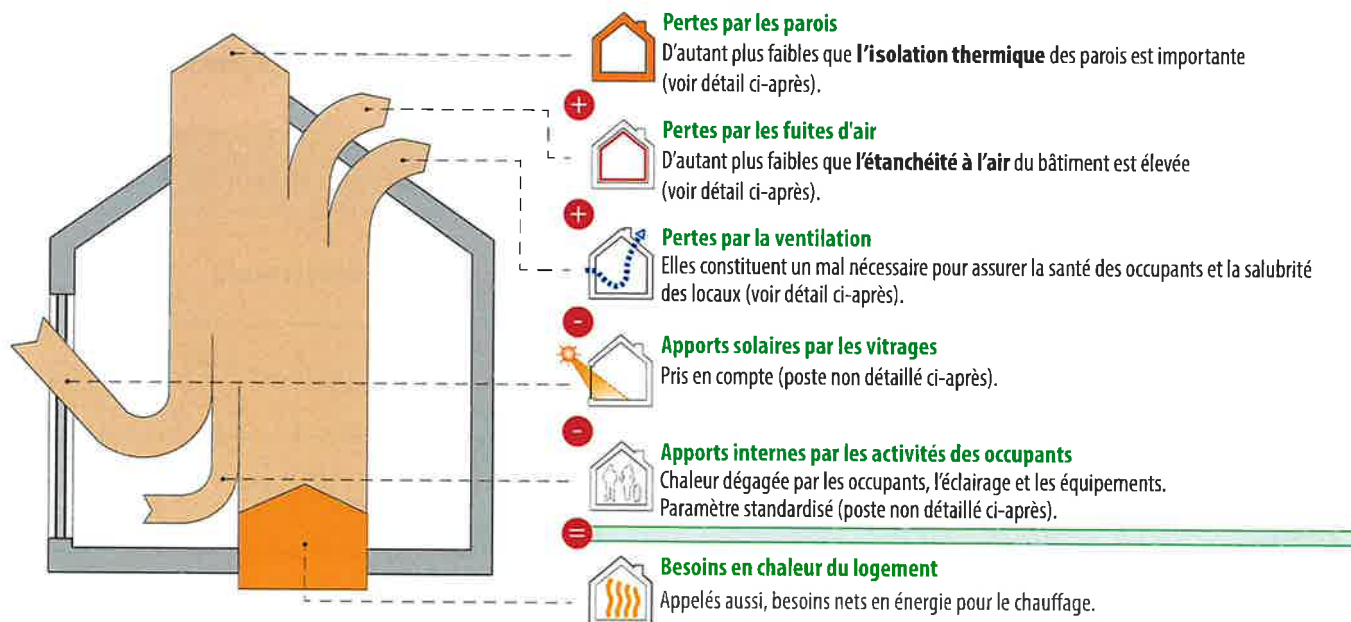 Pertes par les parois
D'autant plus faibles que l'isolation thermique des parois est importante
(voir détail ci-après).
+
Pertes par les fuites d'air
D'autant plus faibles que l'étanchéité à l'air du bâtiment est élevée
(voir détail ci-après).
+
Pertes par la ventilation
Elles constituent un mal nécessaire pour assurer la santé des occupants et la salubrité
des locaux (voir détail ci-après).
-
Apports solaires par les vitrages
Pris en compte (poste non détaillé ci-après).
-
Apports internes par les activités des occupants
Chaleur dégagée par les occupants, l'éclairage et les équipements.
Paramètre standardisé (poste non détaillé ci-après).
=
Besoins en chaleur du logement
Appelés aussi, besoins nets en énergie pour le chauffage.